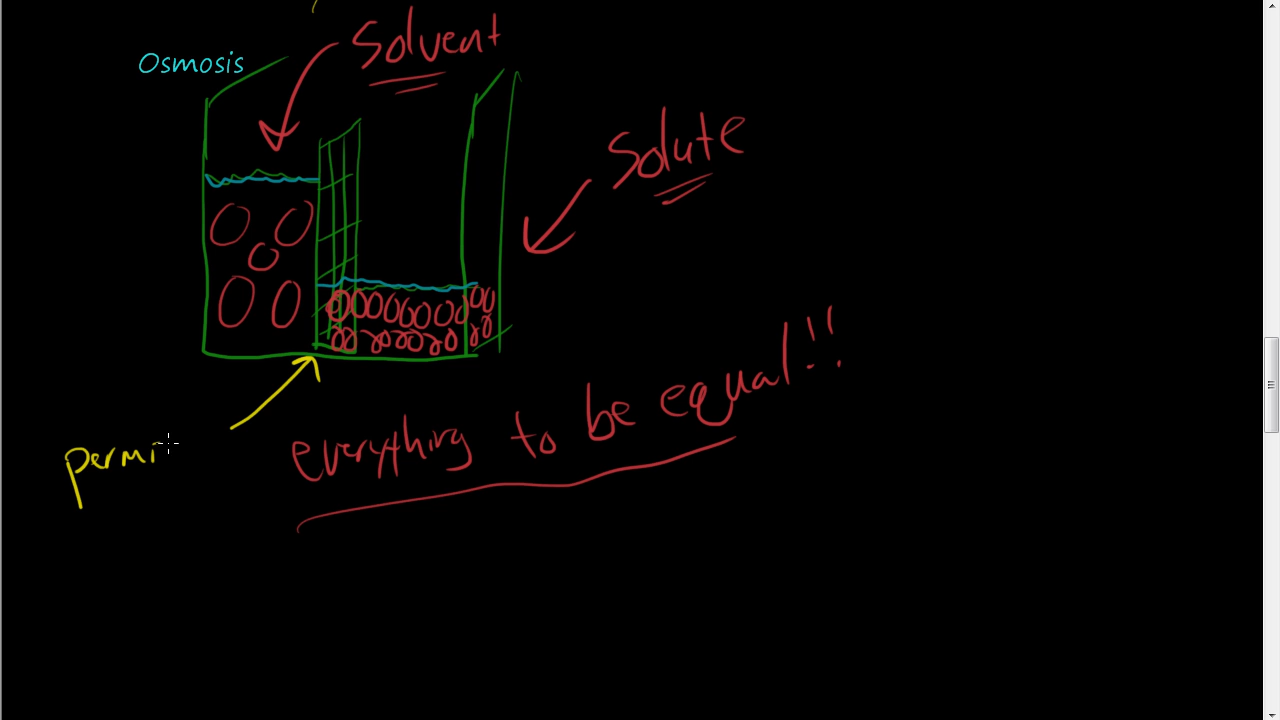 Solvent
Osmosis
Solute
everything to be equal!!
permi